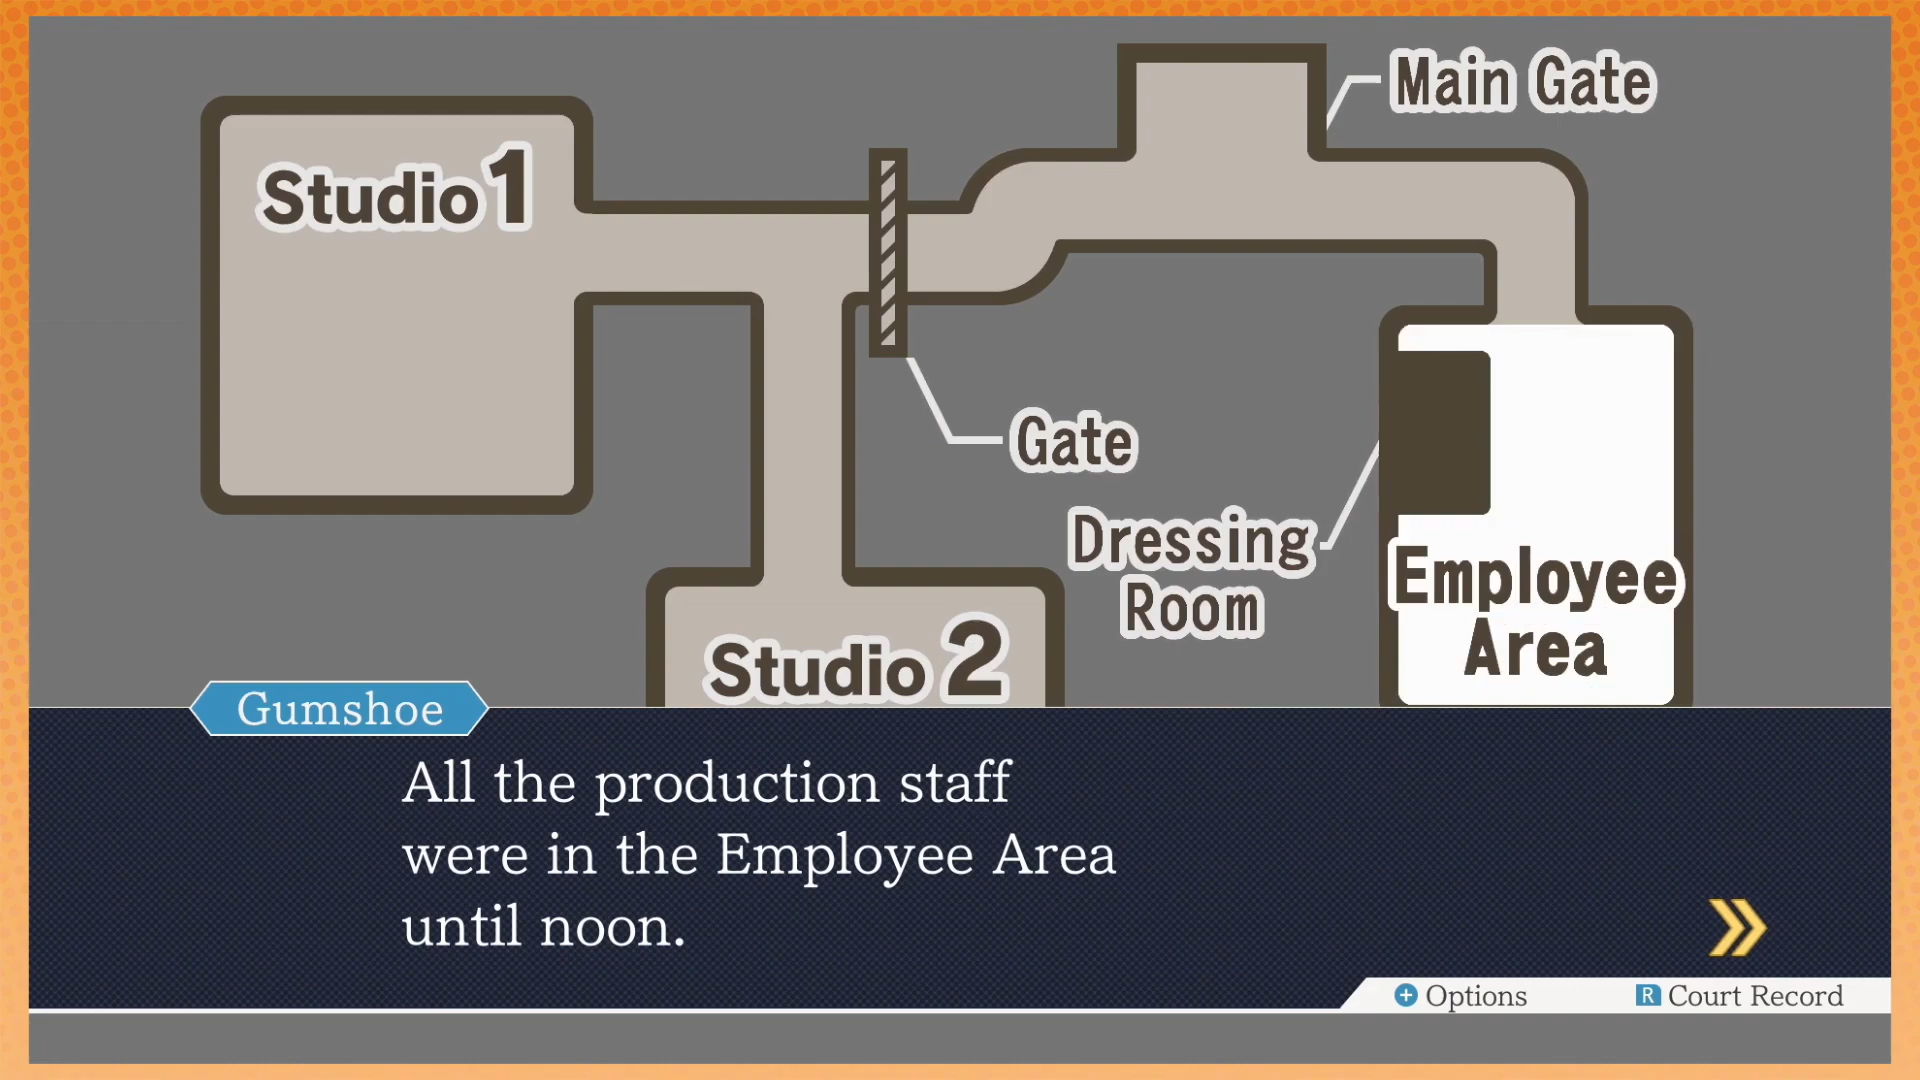 Main Gate
Studio 1
Gate
Dressing
Room
Employee
Area
Studio 2
Gumshoe
All the production staff
were in the Employee Area
until noon.
+ Options
R Court Record